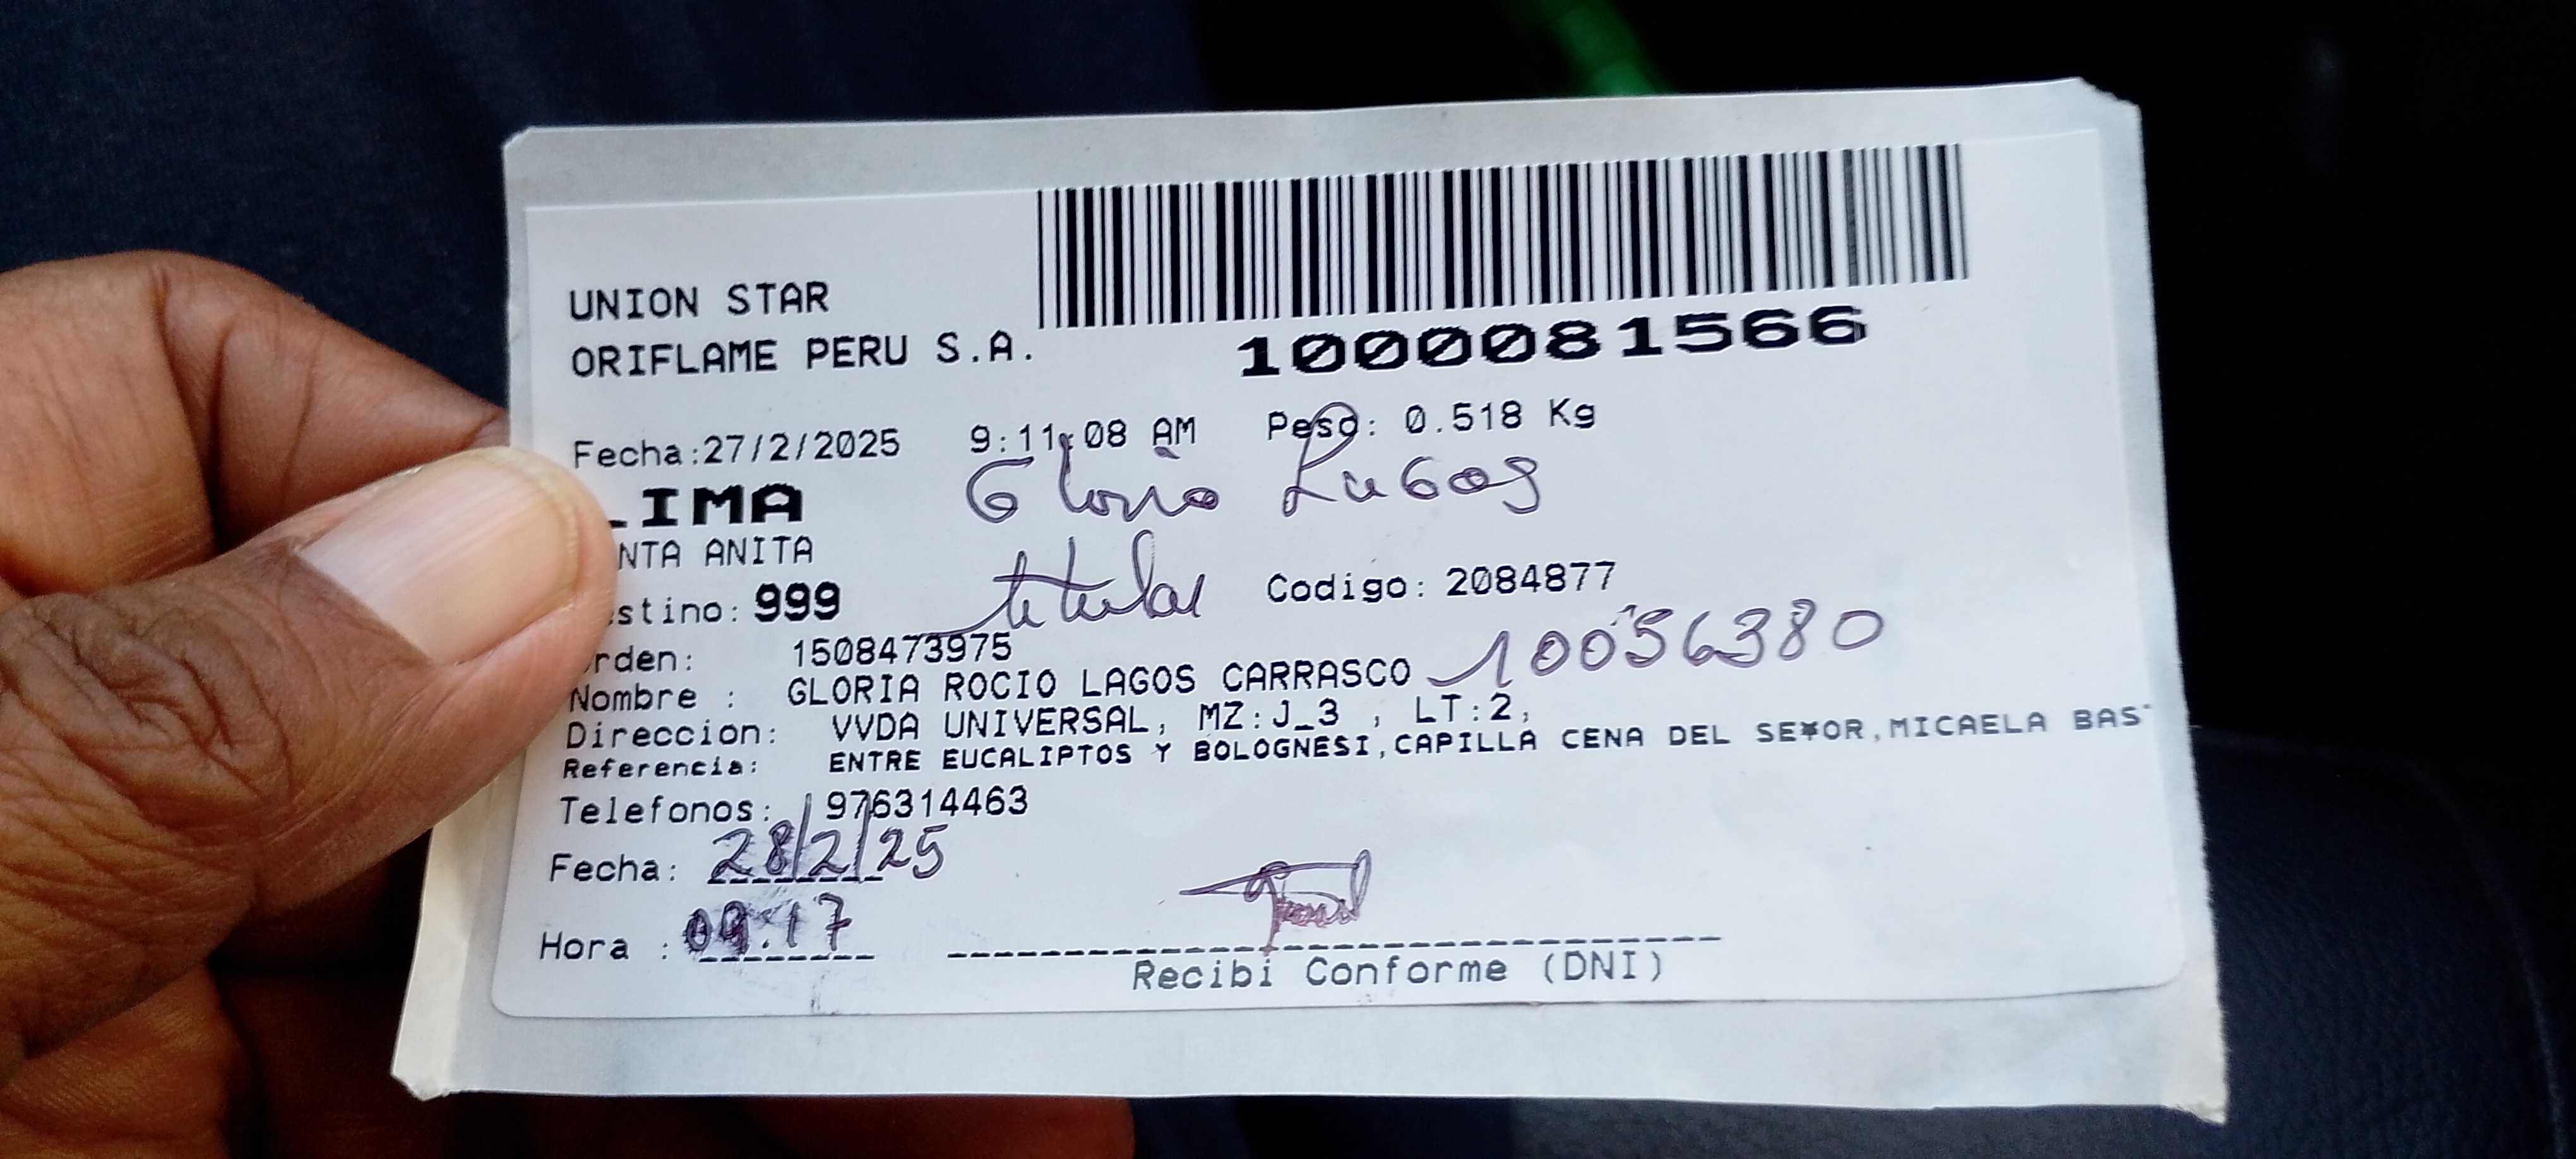 UNION STAR
ORIFLAME PERU S.A.
1000081566
Fecha:27/2/2025 9:11:08 AM Peso: 0.518 Kg
LIMA Gloria Lagos
NTA ANITA
stino: 999 titular Codigo: 2084877
rden: 1508473975
Nombre : GLORIA ROCIO LAGOS CARRASCO 10056380
Direccion: VVDA UNIVERSAL, MZ:J_3 , LT:2,
Referencia: ENTRE EUCALIPTOS Y BOLOGNESI,CAPILLA CENA DEL SE¥OR,MICAELA BAS
Telefonos: 976314463
Fecha: 28/2/25
Hora : 09:17
Recibi Conforme (DNI)